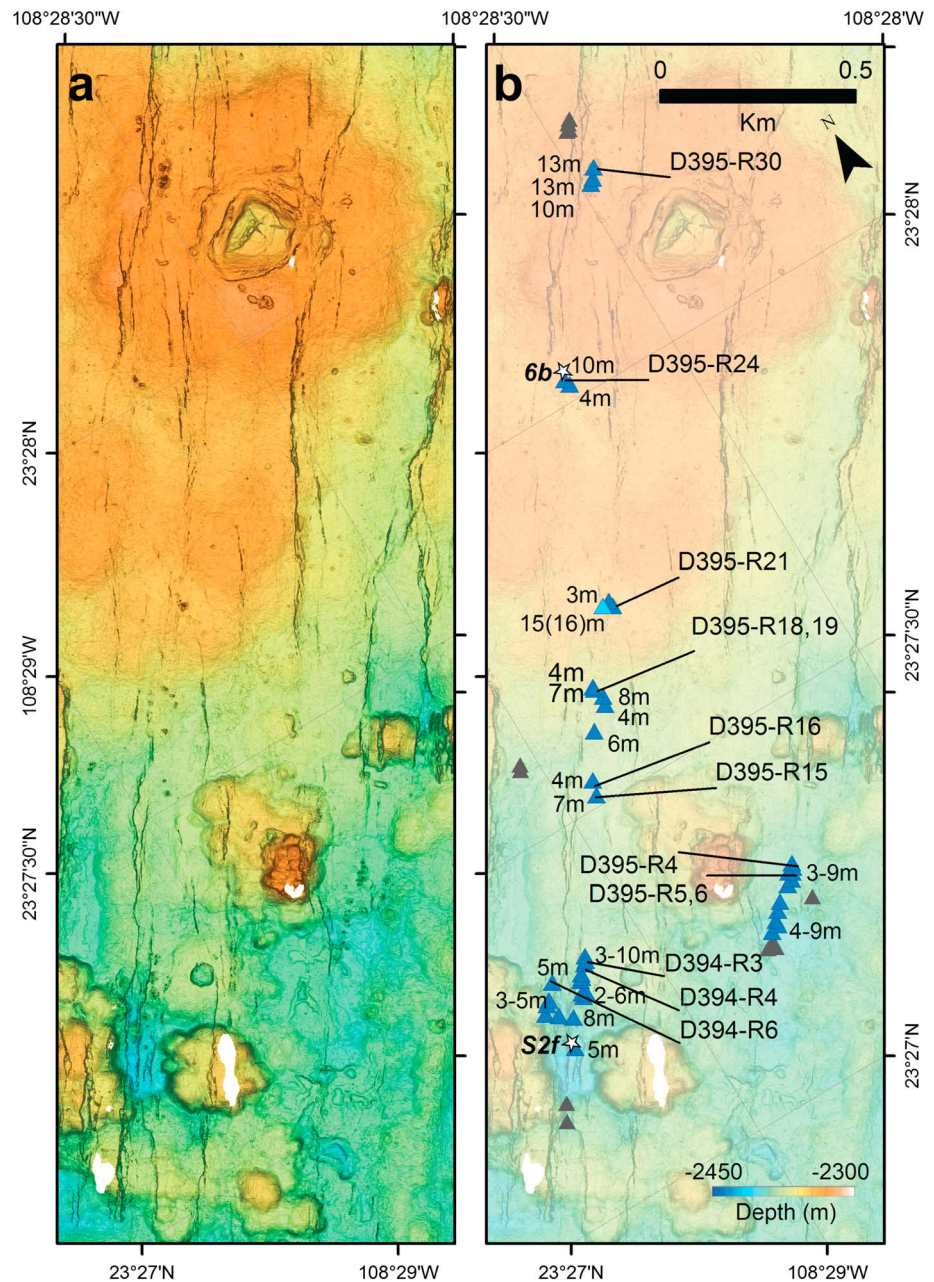 108°28'30"W
108°28'30"W
108°28'W
a
b
0
0.5
Km
N
13m
D395-R30
13m
10m
23°28'N
6b
10m
D395-R24
4m
23°28'N
D395-R21
3m
15(16)m
D395-R18,19
23°27'30"N
108°29'W
4m
7m
8m
4m
6m
D395-R16
4m
D395-R15
7m
23°27'30"N
D395-R4
3-9m
D395-R5,6
4-9m
3-10m
D394-R3
5m
3-5m
2-6m
D394-R4
8m
D394-R6
S2f
5m
23°27'N
-2450
-2300
Depth (m)
23°27'N
108°29'W
23°27'N
108°29'W